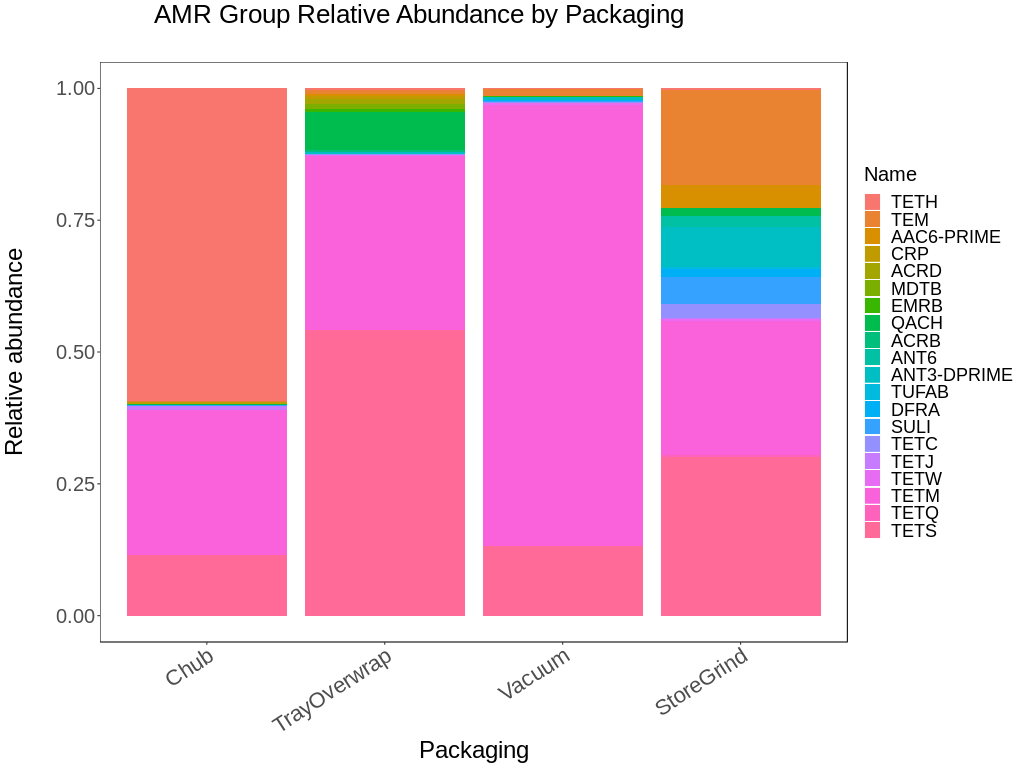 AMR Group Relative Abundance by Packaging
Relative abundance
1.00
0.75
0.50
0.25
0.00
Chub
TrayOverwrap
Vacuum
StoreGrind
Packaging
Name
TETH
TEM
AAC6-PRIME
CRP
ACRD
MDTB
EMRB
QACH
ACRB
ANT6
ANT3-DPRIME
TUFAB
DFRA
SULI
TETC
TETJ
TETW
TETM
TETQ
TETS